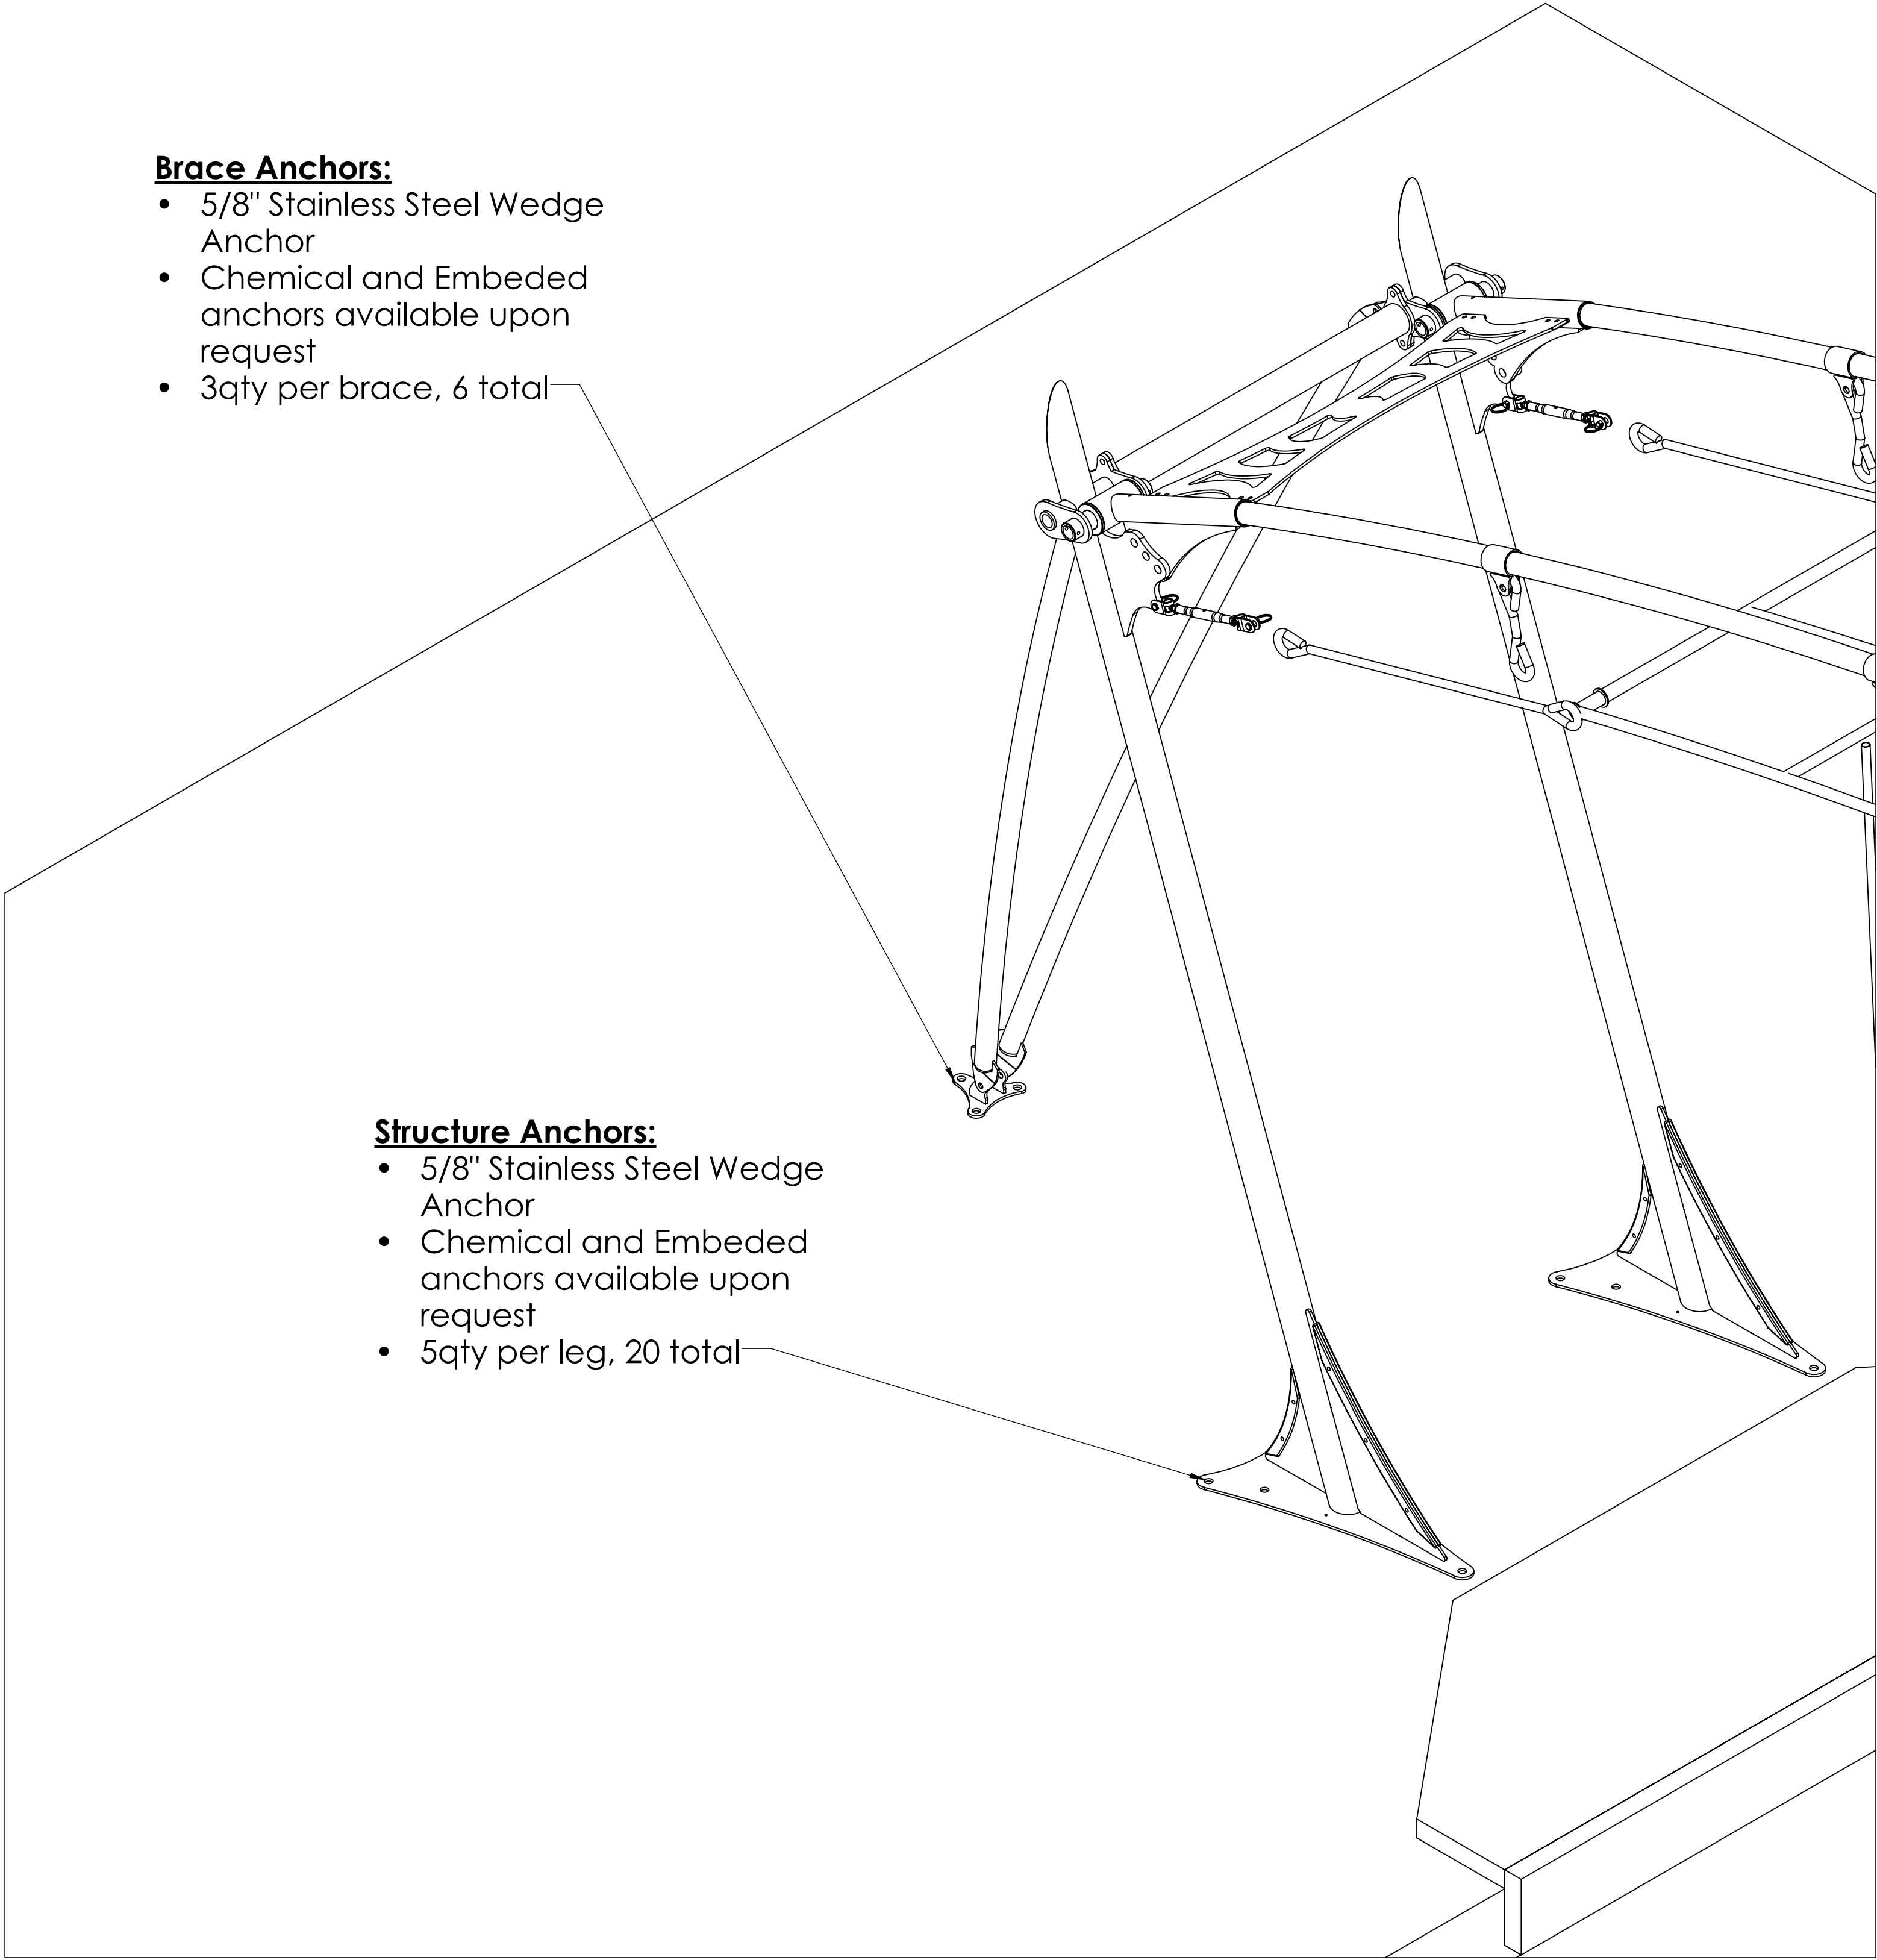 Brace Anchors:
• 5/8" Stainless Steel Wedge
Anchor
• Chemical and Embeded
anchors available upon
request
• 3qty per brace, 6 total
Structure Anchors:
• 5/8" Stainless Steel Wedge
Anchor
• Chemical and Embeded
anchors available upon
request
• 5qty per leg, 20 total